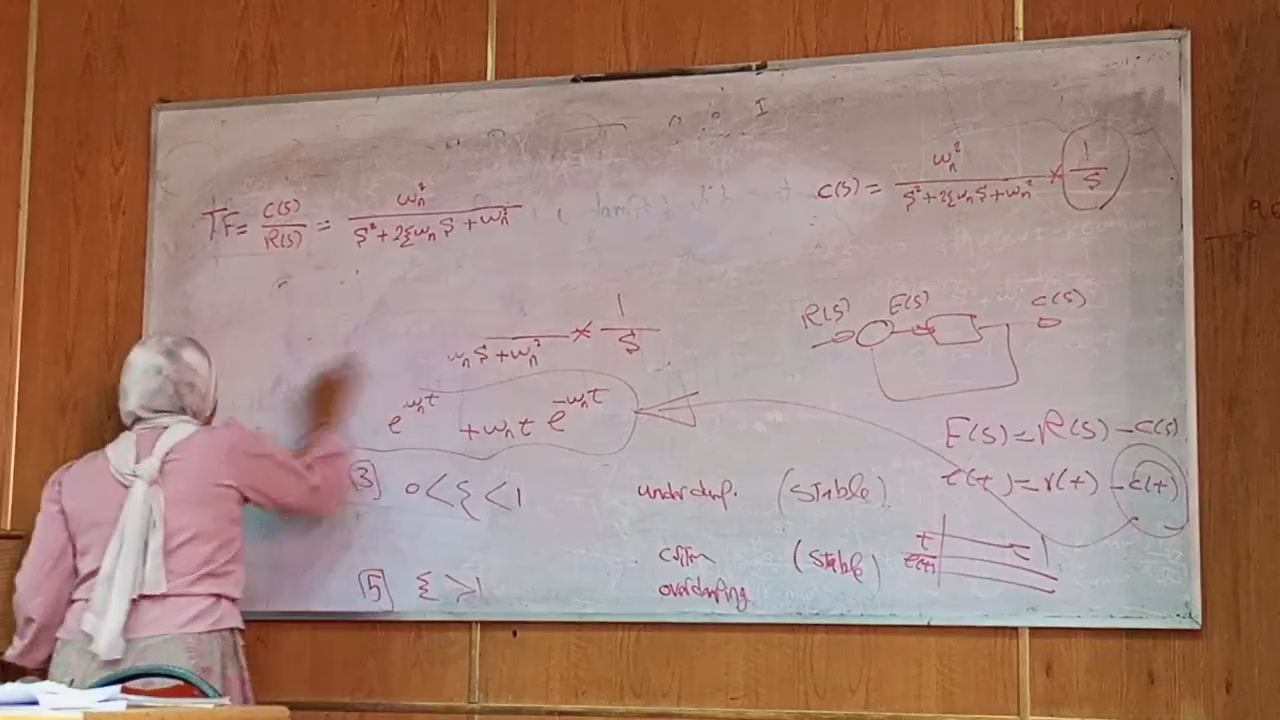 TF = C(S)/R(S) = ωn²/(S²+2ξωn S+ωn²)
C(S) = ωn²/(S²+2ξωn S+ωn²) × 1/S
ωn S+ωn² × 1/S
R(S) E(S) C(S)
e^-ωnt +ωn t e^-ωnt
E(S)=R(S)-C(S)
3 0<ξ<1 underdamp. (Stable)
e(t)=r(t)-c(t)
(Stable)
t
e(t)
5 ξ>1 overdamping